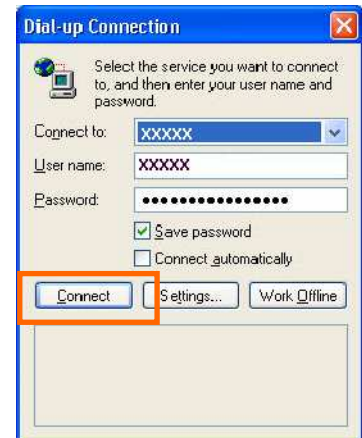 Dial-up Connection
Select the service you want to connect
to, and then enter your user name and
password.
Connect to: XXXXX
User name: XXXXX
Password: ••••••••••••••••
Save password
Connect automatically
Connect Settings... Work Offline